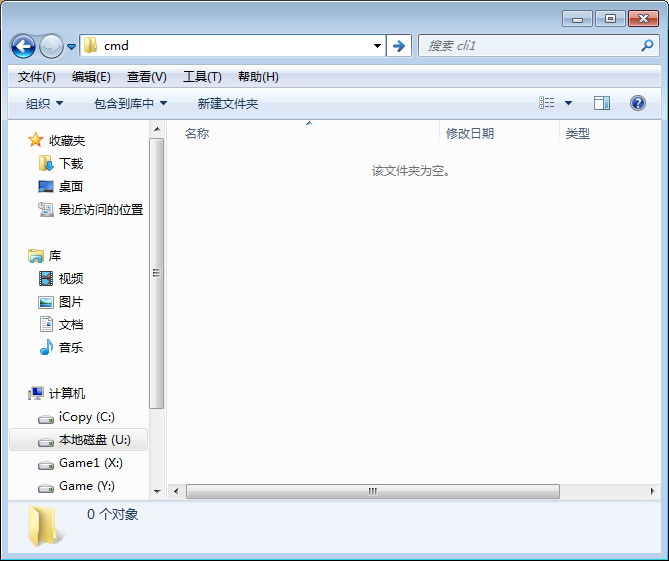 cmd
搜索 cli1
文件(F) 编辑(E) 查看(V) 工具(T) 帮助(H)
组织 包含到库中 新建文件夹
名称 修改日期 类型
该文件夹为空。
收藏夹
下载
桌面
最近访问的位置
库
视频
图片
文档
音乐
计算机
iCopy (C:)
本地磁盘 (U:)
Game1 (X:)
Game (Y:)
0 个对象